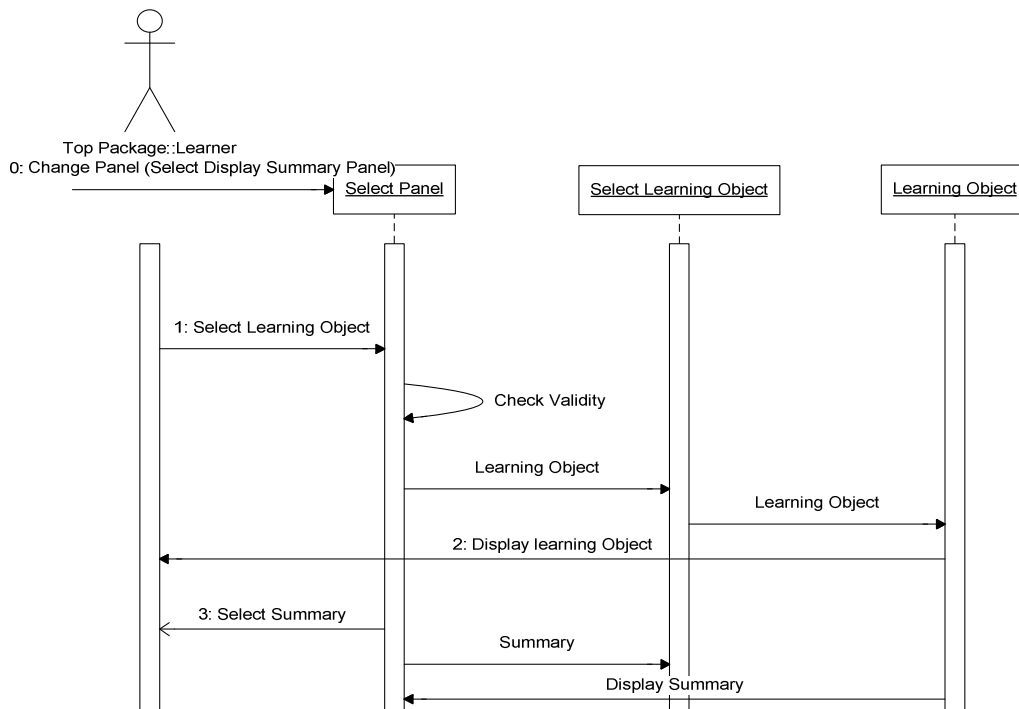 Top Package::Learner
0: Change Panel (Select Display Summary Panel)
Select Panel
Select Learning Object
Learning Object
1: Select Learning Object
Check Validity
Learning Object
Learning Object
2: Display learning Object
3: Select Summary
Summary
Display Summary